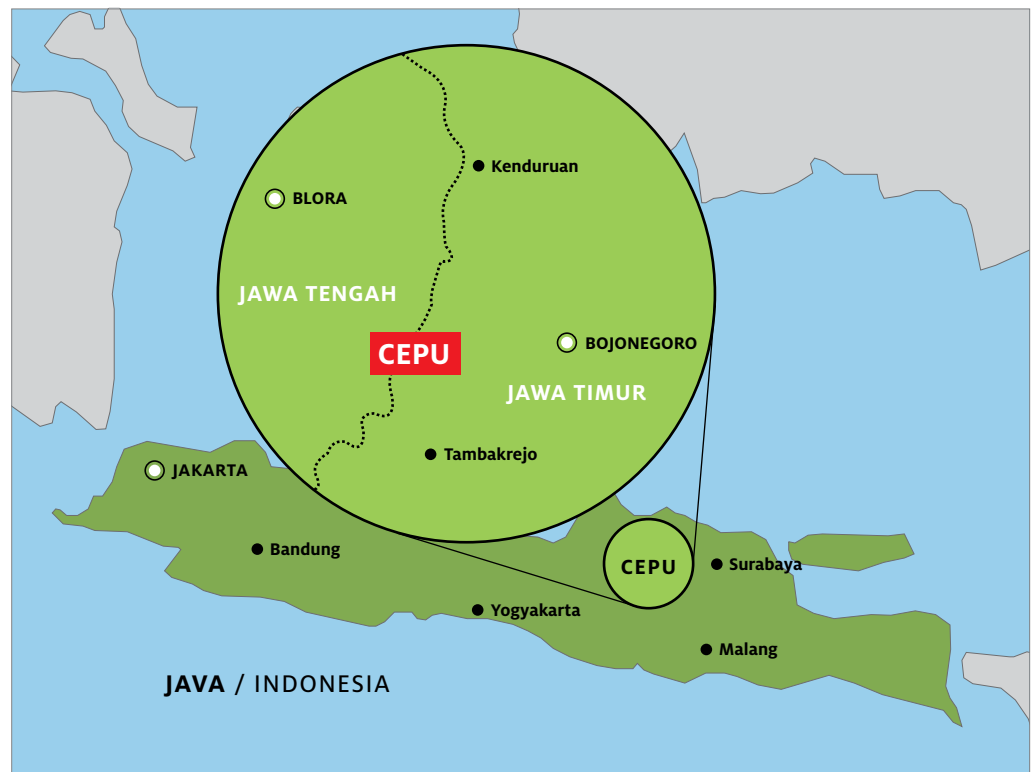 Kenduruan
BLORA
JAWA TENGAH
CEPU
BOJONEGORO
JAWA TIMUR
Tambakrejo
JAKARTA
Bandung
CEPU
Surabaya
Yogyakarta
Malang
JAVA / INDONESIA